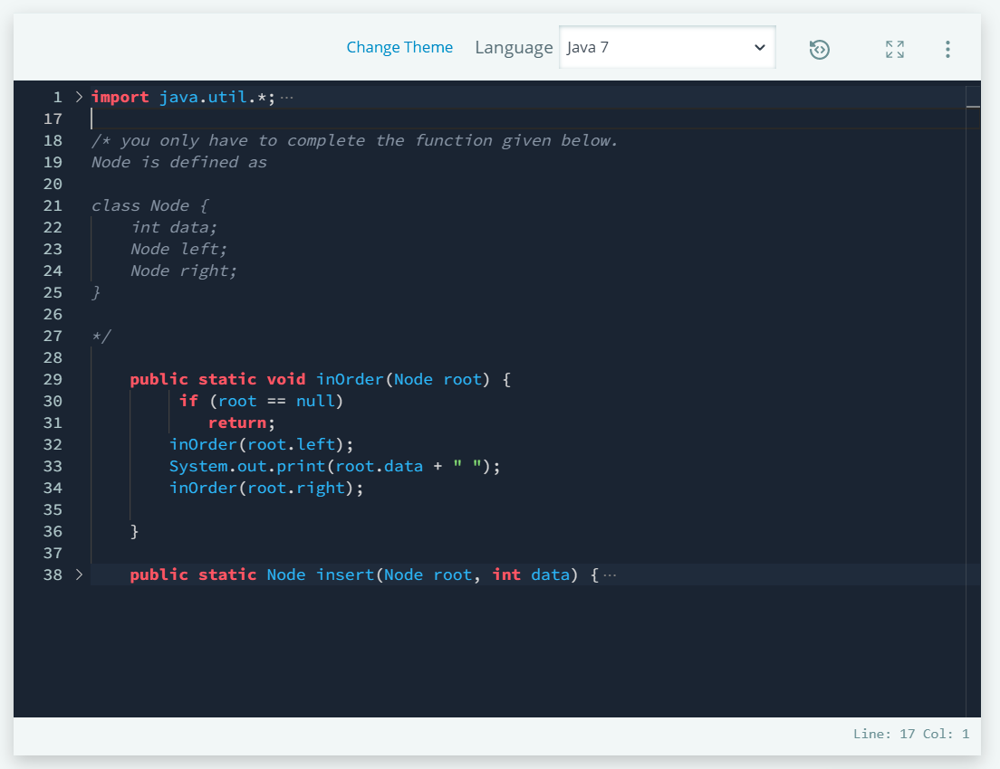 Change Theme Language Java 7
1 import java.util.*;···
17
18 /* you only have to complete the function given below.
19 Node is defined as
20
21 class Node {
22     int data;
23     Node left;
24     Node right;
25 }
26
27 */
28
29     public static void inOrder(Node root) {
30          if (root == null)
31             return;
32         inOrder(root.left);
33         System.out.print(root.data + " ");
34         inOrder(root.right);
35
36     }
37
38     public static Node insert(Node root, int data) {···
Line: 17 Col: 1